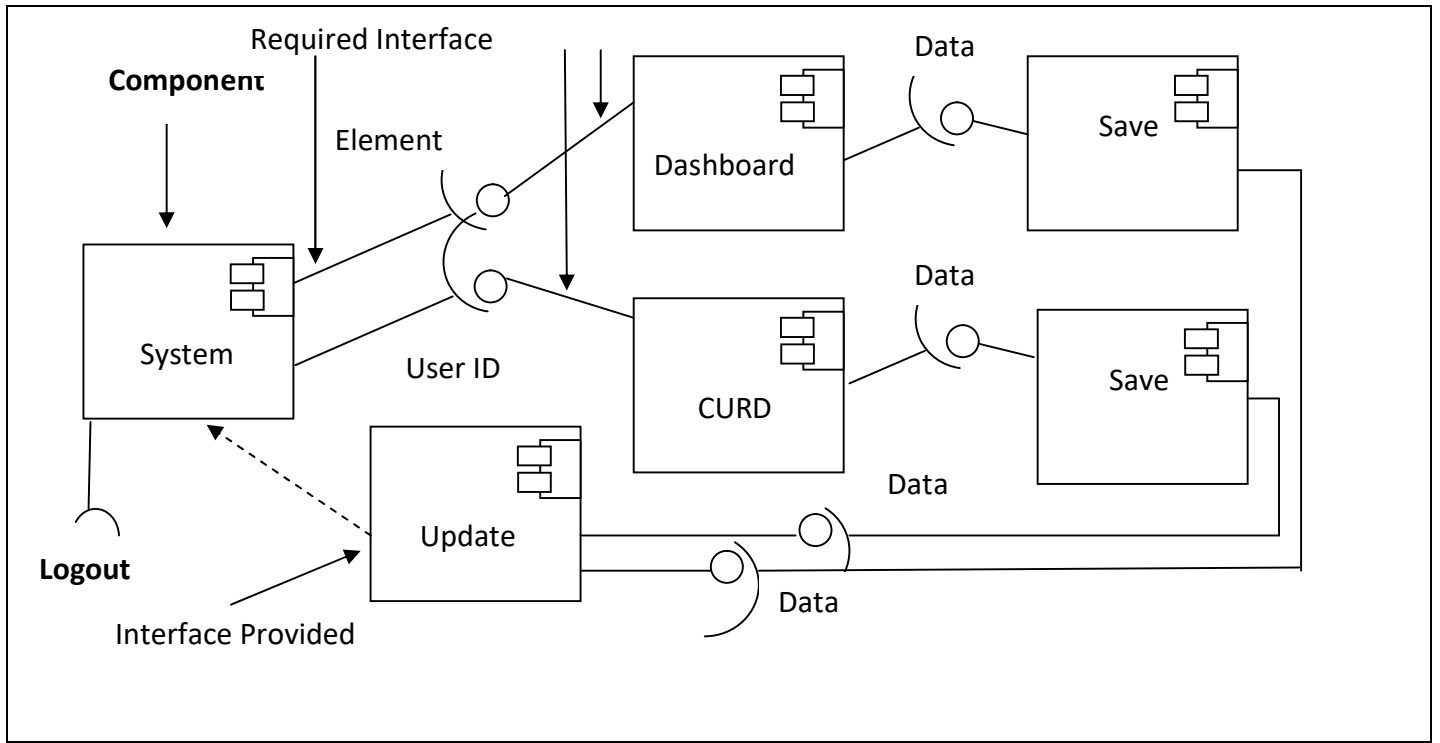 Required Interface
Data
Component
Save
Element
Dashboard
Data
System
User ID
Save
CURD
Data
Update
Logout
Data
Interface Provided